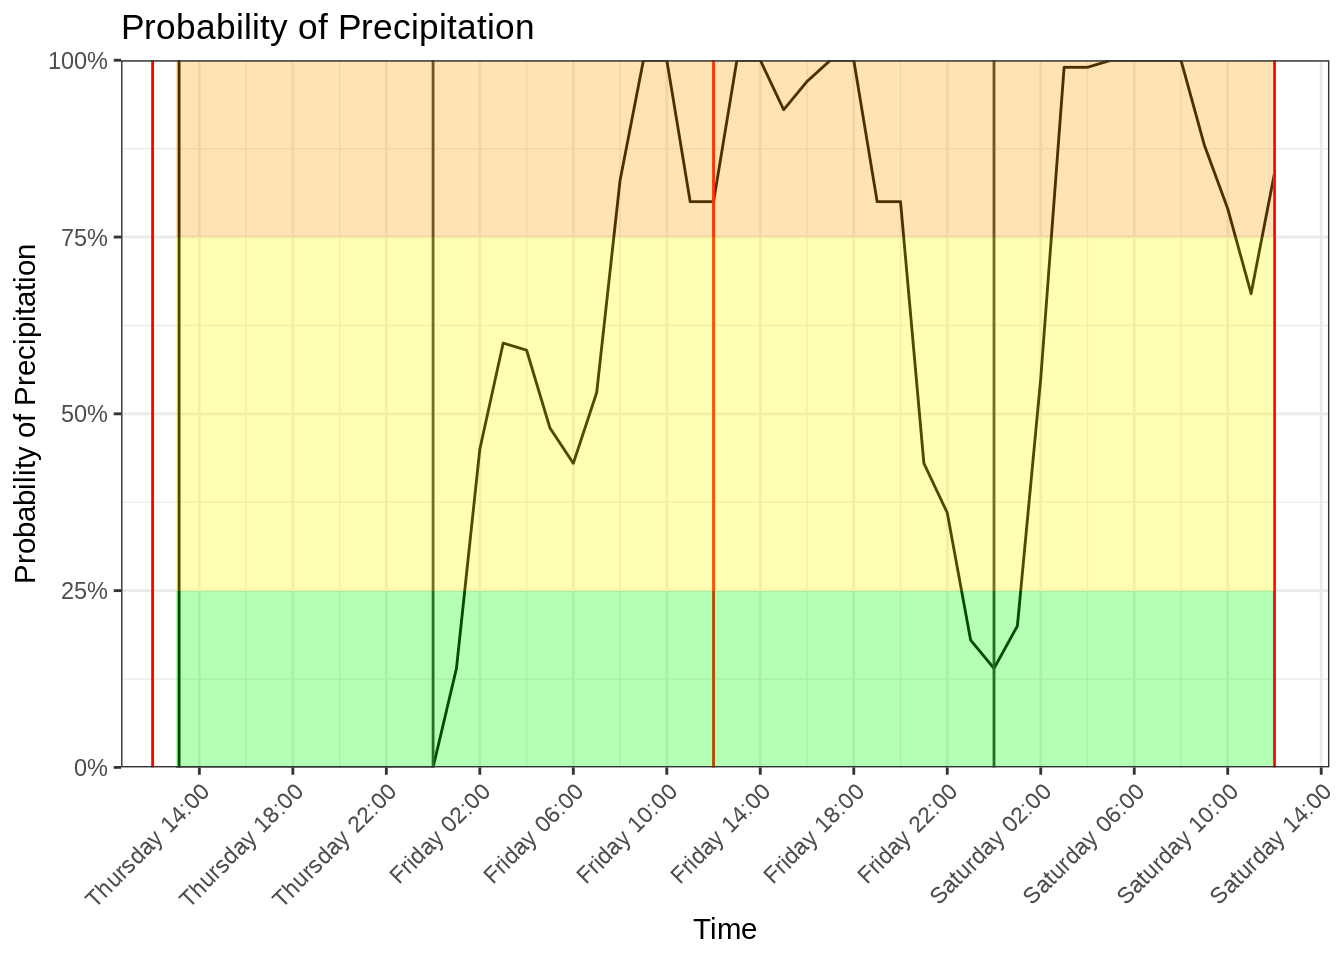 Probability of Precipitation
Probability of Precipitation
100%
75%
50%
25%
0%
Thursday 14:00
Thursday 18:00
Thursday 22:00
Friday 02:00
Friday 06:00
Friday 10:00
Friday 14:00
Friday 18:00
Friday 22:00
Saturday 02:00
Saturday 06:00
Saturday 10:00
Saturday 14:00
Time